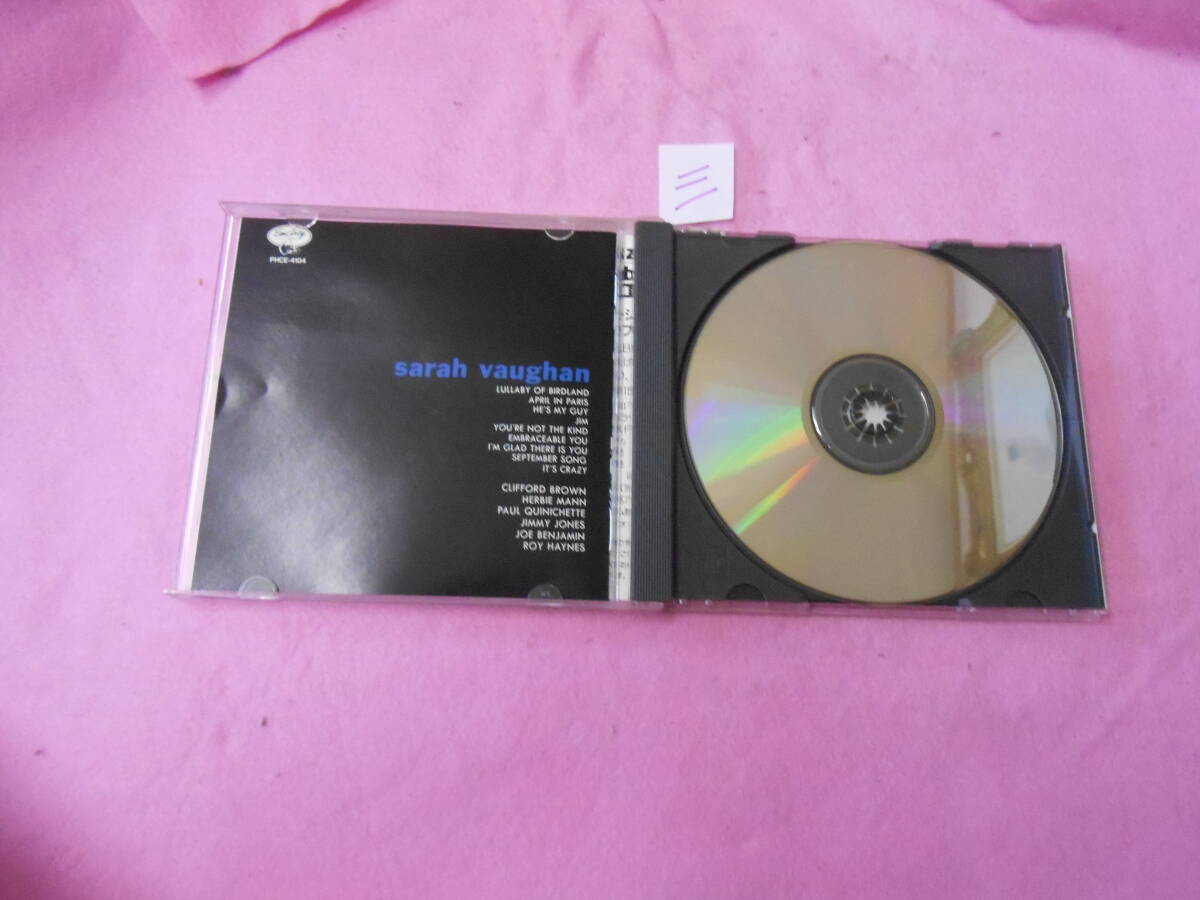 三
EmArcy
PHCE-4104
sarah vaughan
LULLABY OF BIRDLAND
APRIL IN PARIS
HE'S MY GUY
JIM
YOU'RE NOT THE KIND
EMBRACEABLE YOU
I'M GLAD THERE IS YOU
SEPTEMBER SONG
IT'S CRAZY
CLIFFORD BROWN
HERBIE MANN
PAUL QUINICHETTE
JIMMY JONES
JOE BENJAMIN
ROY HAYNES